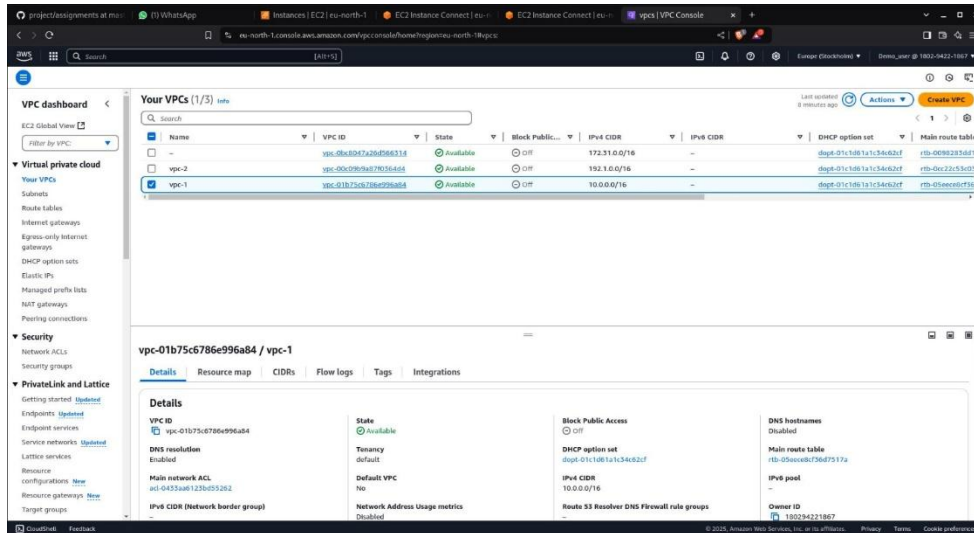 project/assignments at mas
(1) WhatsApp
Instances | EC2 | eu-north-1
EC2 Instance Connect | eu-n
EC2 Instance Connect | eu-n
vpcs | VPC Console
eu-north-1.console.aws.amazon.com/vpcconsole/home?region=eu-north-1#vpcs:
aws
Search
[Alt+S]
Europe (Stockholm)
Demo_user @ 1802-9422-1867
VPC dashboard
EC2 Global View
Filter by VPC:
Virtual private cloud
Your VPCs
Subnets
Route tables
Internet gateways
Egress-only Internet
gateways
DHCP option sets
Elastic IPs
Managed prefix lists
NAT gateways
Peering connections
Security
Network ACLs
Security groups
PrivateLink and Lattice
Getting started Updated
Endpoints Updated
Endpoint services
Service networks Updated
Lattice services
Resource
configurations New
Resource gateways New
Target groups
Your VPCs (1/3) Info
Last updated
8 minutes ago
Actions
Create VPC
Search
1
Name
VPC ID
State
Block Public...
IPv4 CIDR
IPv6 CIDR
DHCP option set
Main route table
–
Available
Off
172.31.0.0/16
–
dopt-01c1d61a1c34c62cf
vpc-2
Available
Off
192.1.0.0/16
–
dopt-01c1d61a1c34c62cf
vpc-1
vpc-01b75c6786e996a84
Available
Off
10.0.0.0/16
–
dopt-01c1d61a1c34c62cf
vpc-01b75c6786e996a84 / vpc-1
Details
Resource map
CIDRs
Flow logs
Tags
Integrations
Details
VPC ID
vpc-01b75c6786e996a84
State
Available
Block Public Access
Off
DNS hostnames
Disabled
DNS resolution
Enabled
Tenancy
default
DHCP option set
dopt-01c1d61a1c34c62cf
Main route table
rtb-05eece8cf36d7517a
Main network ACL
acl-0433aa6123bd55262
Default VPC
No
IPv4 CIDR
10.0.0.0/16
IPv6 pool
–
IPv6 CIDR (Network border group)
–
Network Address Usage metrics
Disabled
Route 53 Resolver DNS Firewall rule groups
–
Owner ID
180294221867
CloudShell
Feedback
© 2025, Amazon Web Services, Inc. or its affiliates.
Privacy
Terms
Cookie preferences